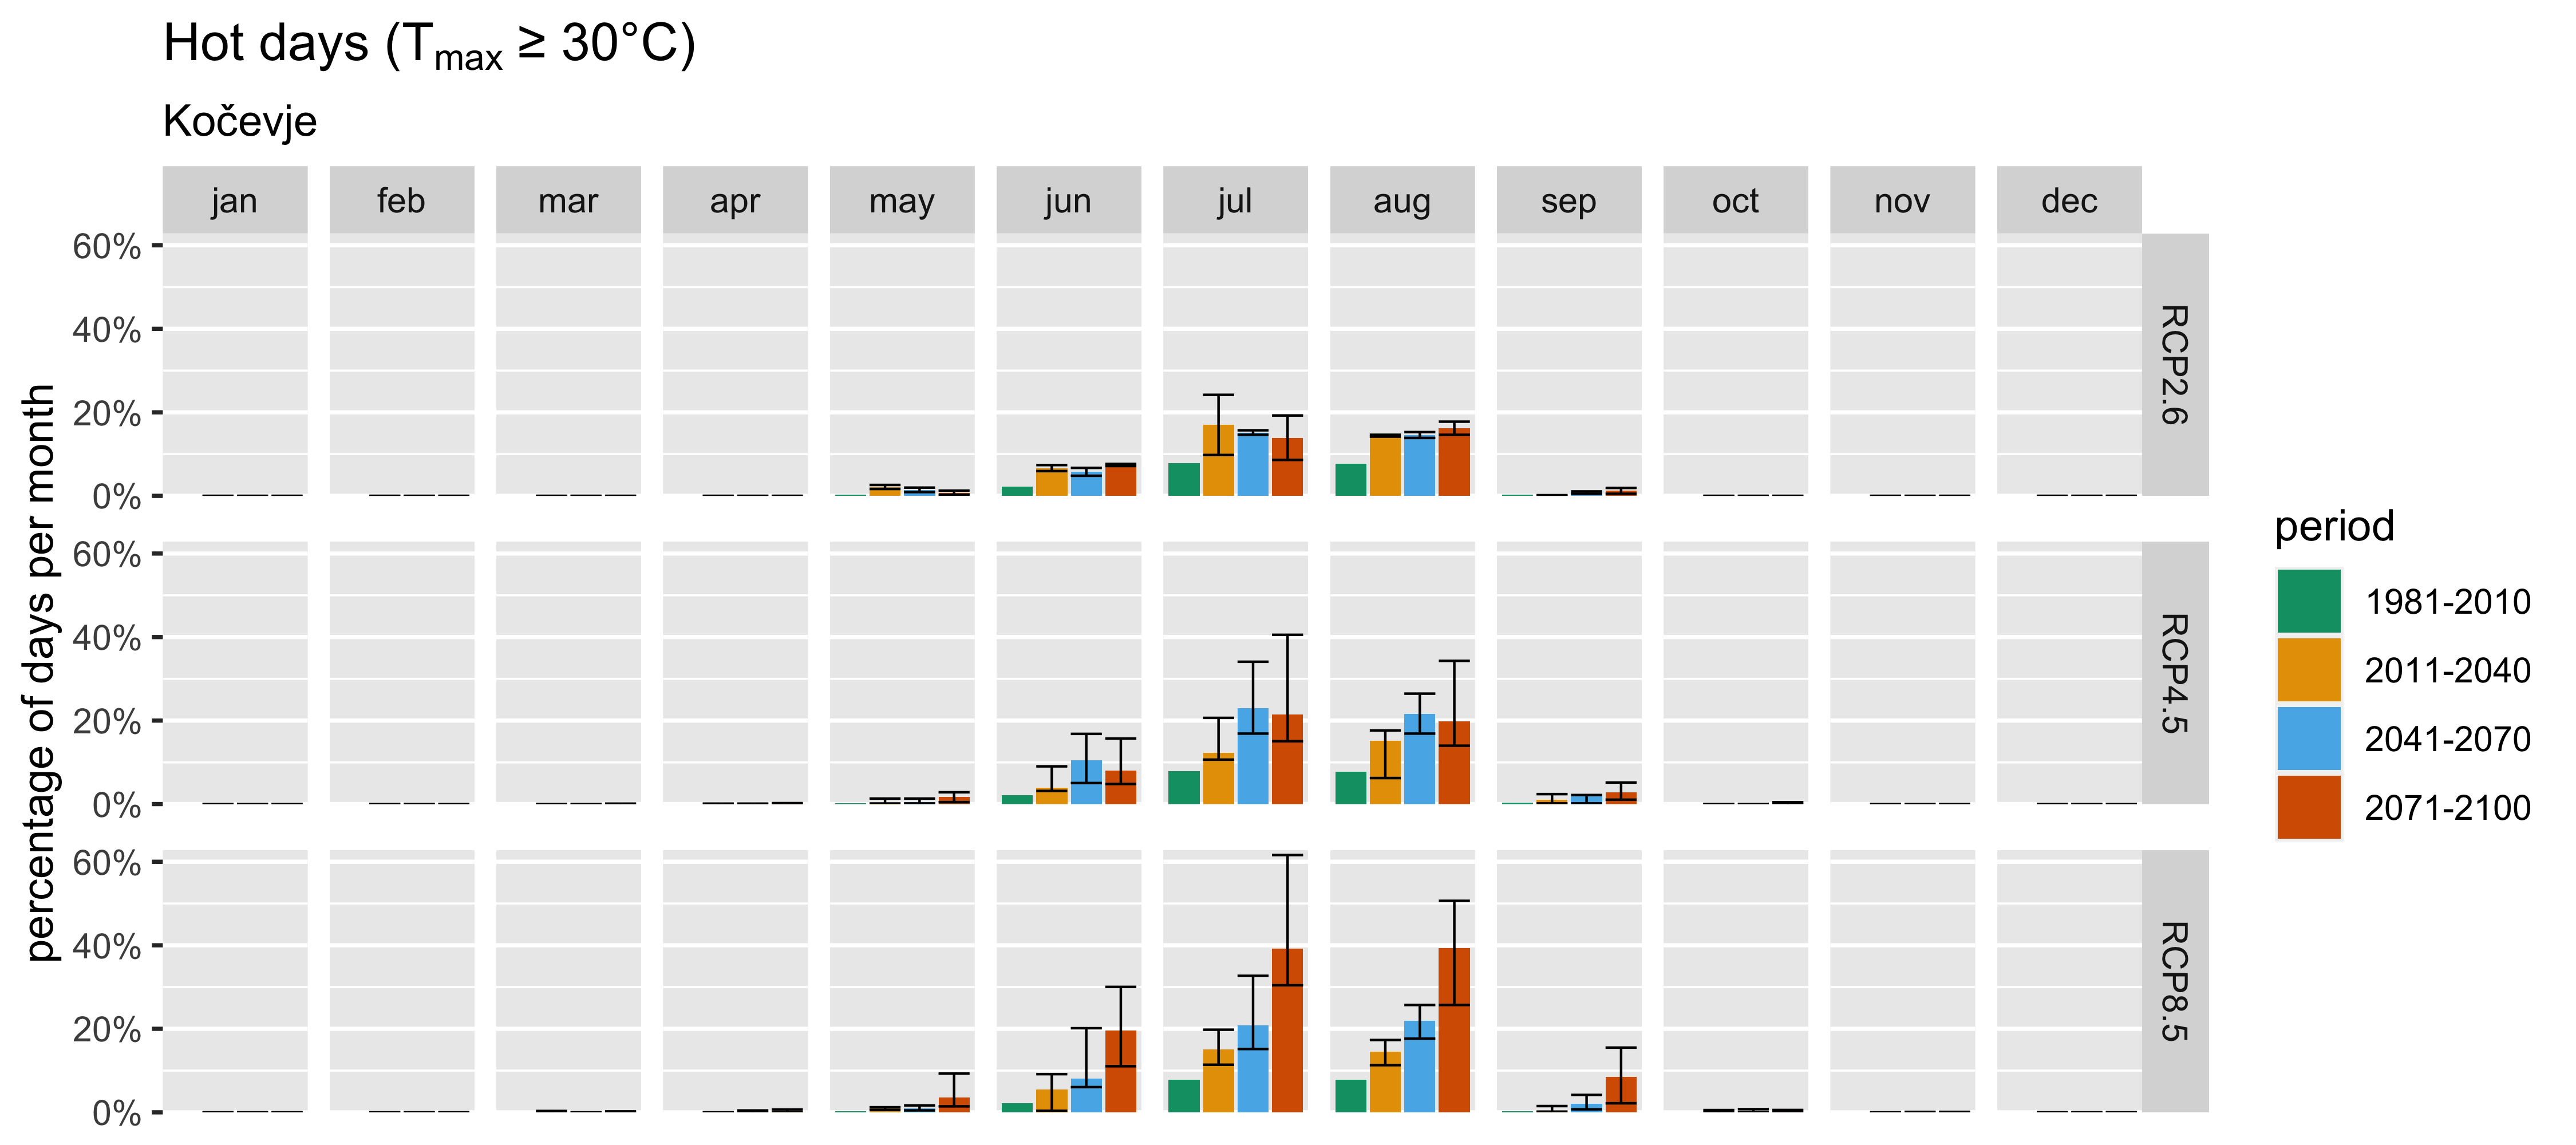 Hot days (Tmax ≥ 30°C)
Kočevje
jan feb mar apr may jun jul aug sep oct nov dec
60%
40%
20%
0%
RCP2.6
60%
40%
20%
0%
RCP4.5
60%
40%
20%
0%
RCP8.5
percentage of days per month
period
1981-2010
2011-2040
2041-2070
2071-2100